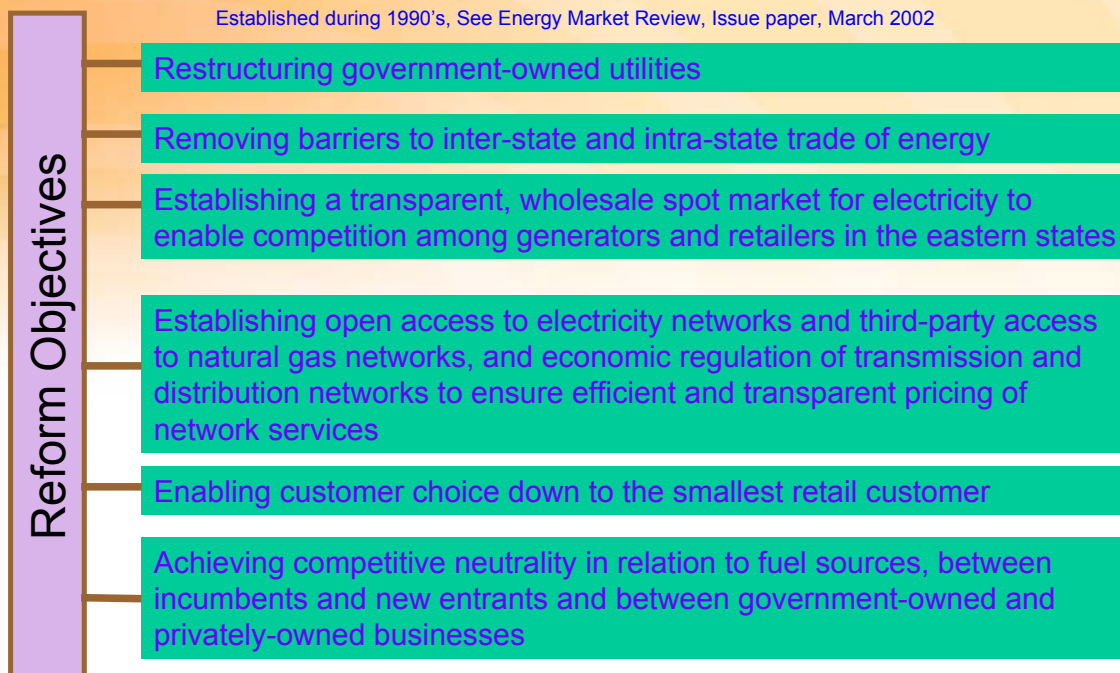 Established during 1990's, See Energy Market Review, Issue paper, March 2002
Reform Objectives
Restructuring government-owned utilities
Removing barriers to inter-state and intra-state trade of energy
Establishing a transparent, wholesale spot market for electricity to
enable competition among generators and retailers in the eastern states
Establishing open access to electricity networks and third-party access
to natural gas networks, and economic regulation of transmission and
distribution networks to ensure efficient and transparent pricing of
network services
Enabling customer choice down to the smallest retail customer
Achieving competitive neutrality in relation to fuel sources, between
incumbents and new entrants and between government-owned and
privately-owned businesses